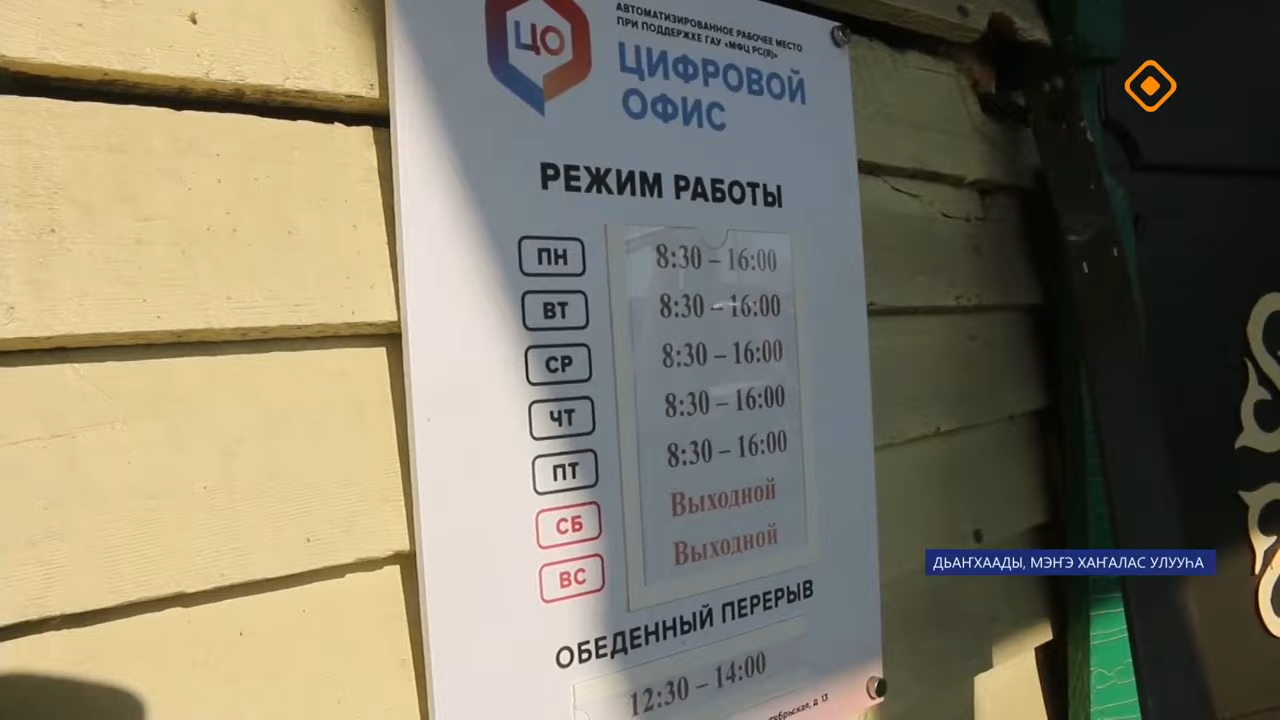 ЦО
АВТОМАТИЗИРОВАННОЕ РАБОЧЕЕ МЕСТО
ПРИ ПОДДЕРЖКЕ ГАУ «МФЦ РС(Я)»
ЦИФРОВОЙ
ОФИС
РЕЖИМ РАБОТЫ
ПН 8:30 – 16:00
ВТ 8:30 – 16:00
СР 8:30 – 16:00
ЧТ 8:30 – 16:00
ПТ 8:30 – 16:00
СБ Выходной
ВС Выходной
ОБЕДЕННЫЙ ПЕРЕРЫВ
12:30 – 14:00
д. 13
ДЬАҤХААДЫ, МЭҤЭ ХАҤАЛАС УЛУУҺА